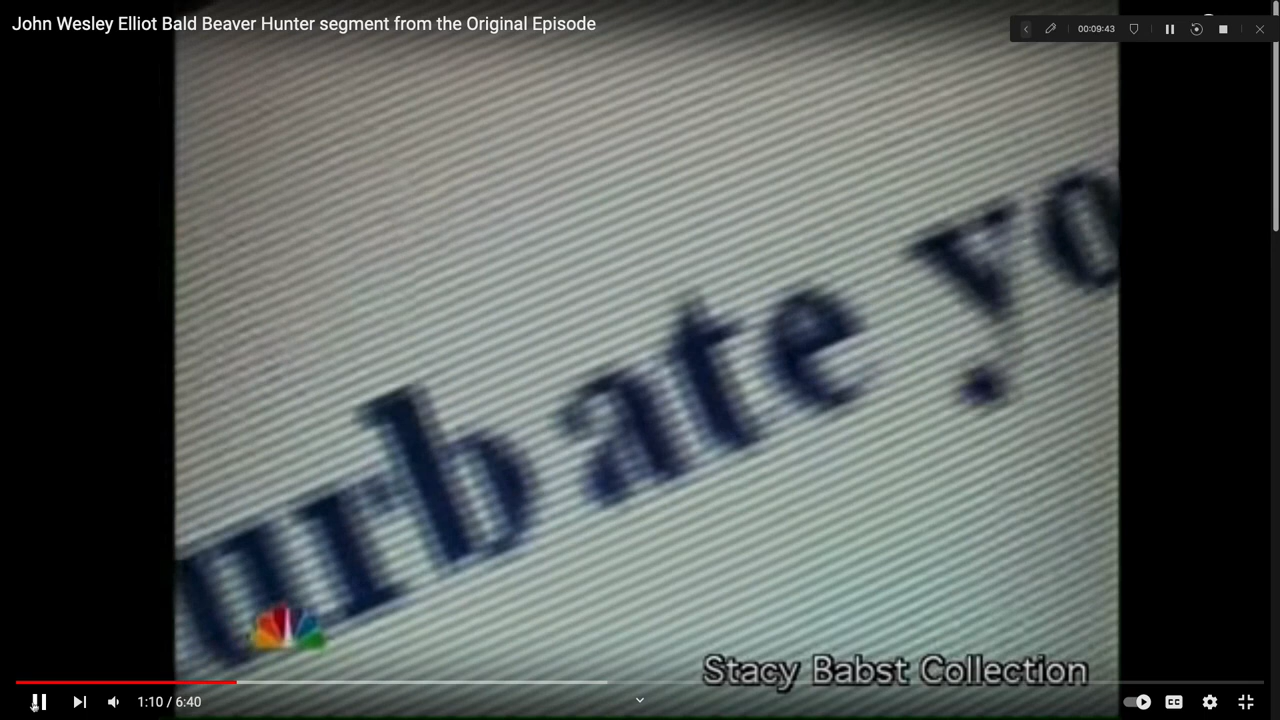 John Wesley Elliot Bald Beaver Hunter segment from the Original Episode
00:09:43
urbate yo
Stacy Babst Collection
1:10 / 6:40
CC